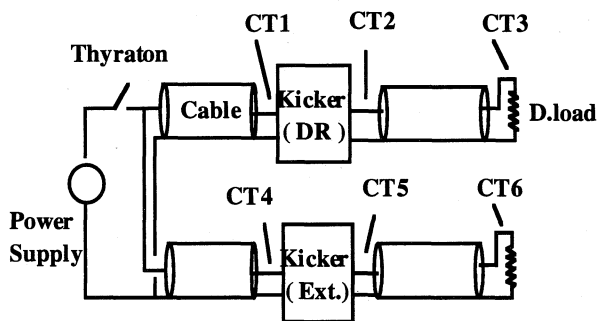 CT1
CT2
CT3
Thyraton
Cable
Kicker
(DR)
D.load
CT4
CT5
CT6
Power
Supply
Kicker
(Ext.)